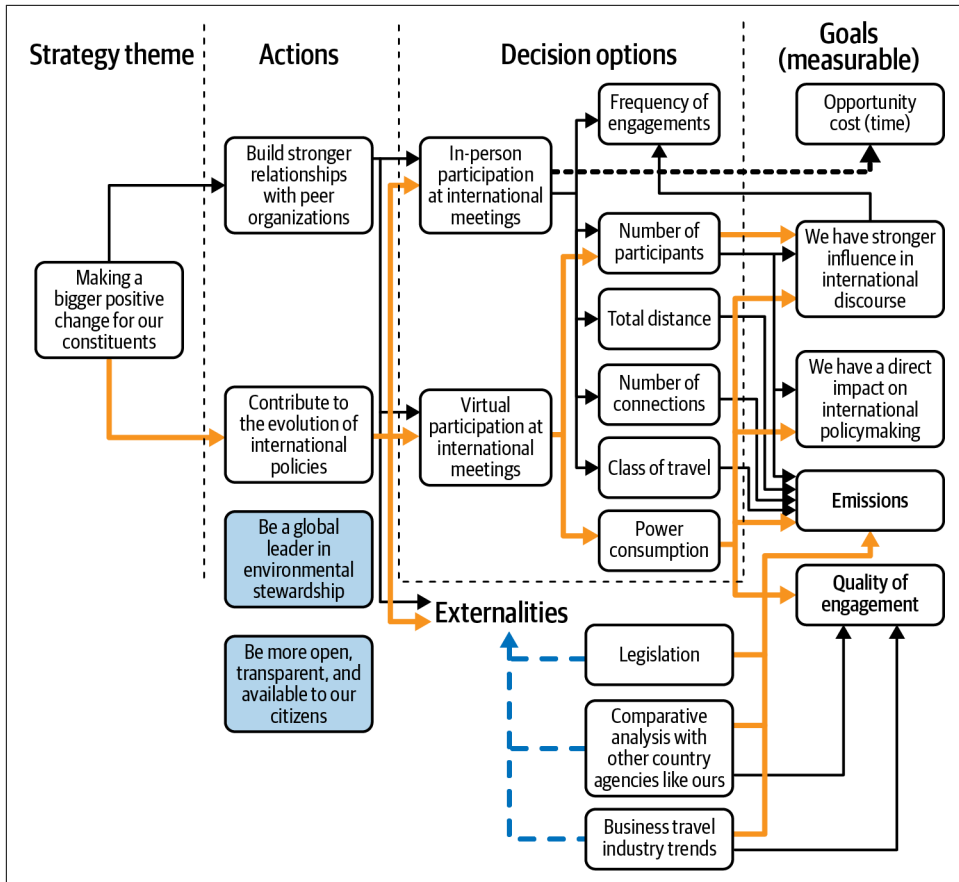 Strategy theme
Actions
Decision options
Goals
(measurable)
Making a
bigger positive
change for our
constituents
Build stronger
relationships
with peer
organizations
Contribute to
the evolution of
international
policies
Be a global
leader in
environmental
stewardship
Be more open,
transparent, and
available to our
citizens
In-person
participation
at international
meetings
Virtual
participation at
international
meetings
Frequency of
engagements
Number of
participants
Total distance
Number of
connections
Class of travel
Power
consumption
Opportunity
cost (time)
We have stronger
influence in
international
discourse
We have a direct
impact on
international
policymaking
Emissions
Quality of
engagement
Externalities
Legislation
Comparative
analysis with
other country
agencies like ours
Business travel
industry trends